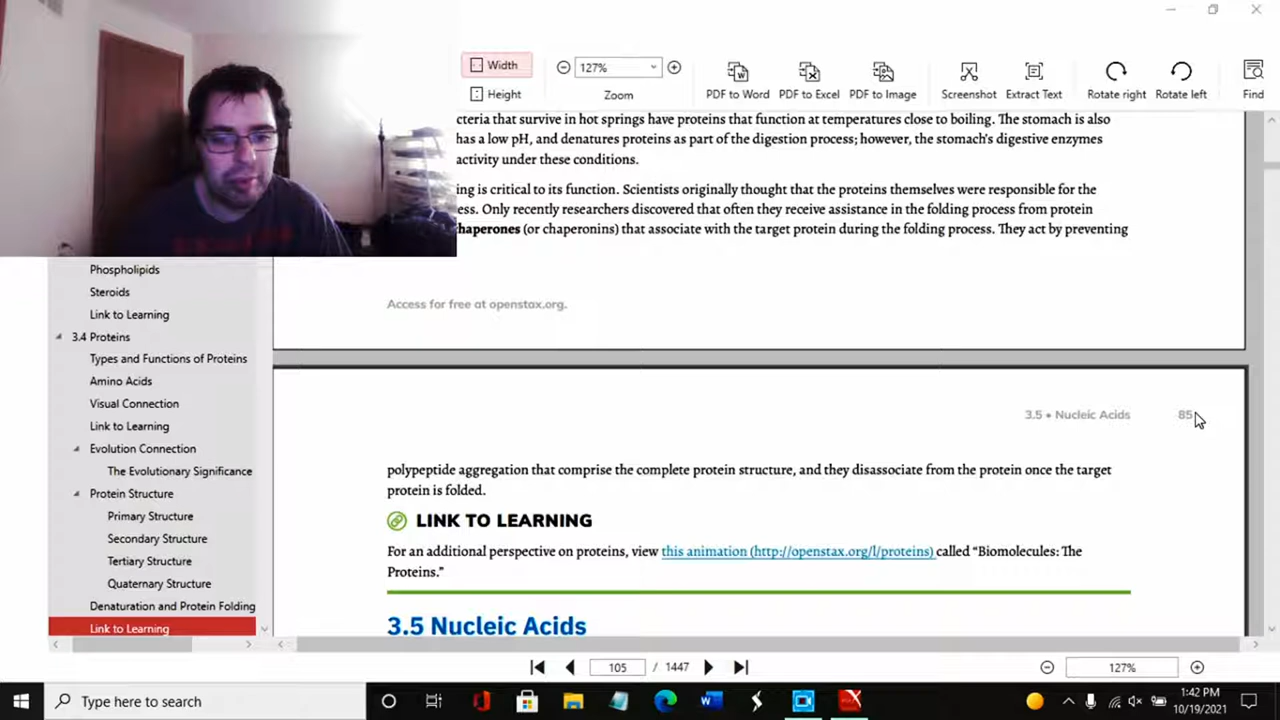 Width
Height
127%
Zoom
PDF to Word
PDF to Excel
PDF to Image
Screenshot
Extract Text
Rotate right
Rotate left
Find
cteria that survive in hot springs have proteins that function at temperatures close to boiling. The stomach is also
has a low pH, and denatures proteins as part of the digestion process; however, the stomach's digestive enzymes
activity under these conditions.
ing is critical to its function. Scientists originally thought that the proteins themselves were responsible for the
ess. Only recently researchers discovered that often they receive assistance in the folding process from protein
haperones (or chaperonins) that associate with the target protein during the folding process. They act by preventing
Access for free at openstax.org.
Phospholipids
Steroids
Link to Learning
3.4 Proteins
Types and Functions of Proteins
Amino Acids
Visual Connection
Link to Learning
Evolution Connection
The Evolutionary Significance
Protein Structure
Primary Structure
Secondary Structure
Tertiary Structure
Quaternary Structure
Denaturation and Protein Folding
Link to Learning
3.5 • Nucleic Acids 85
polypeptide aggregation that comprise the complete protein structure, and they disassociate from the protein once the target
protein is folded.
LINK TO LEARNING
For an additional perspective on proteins, view this animation (http://openstax.org/l/proteins) called “Biomolecules: The
Proteins.”
3.5 Nucleic Acids
105 / 1447
127%
Type here to search
1:42 PM
10/19/2021